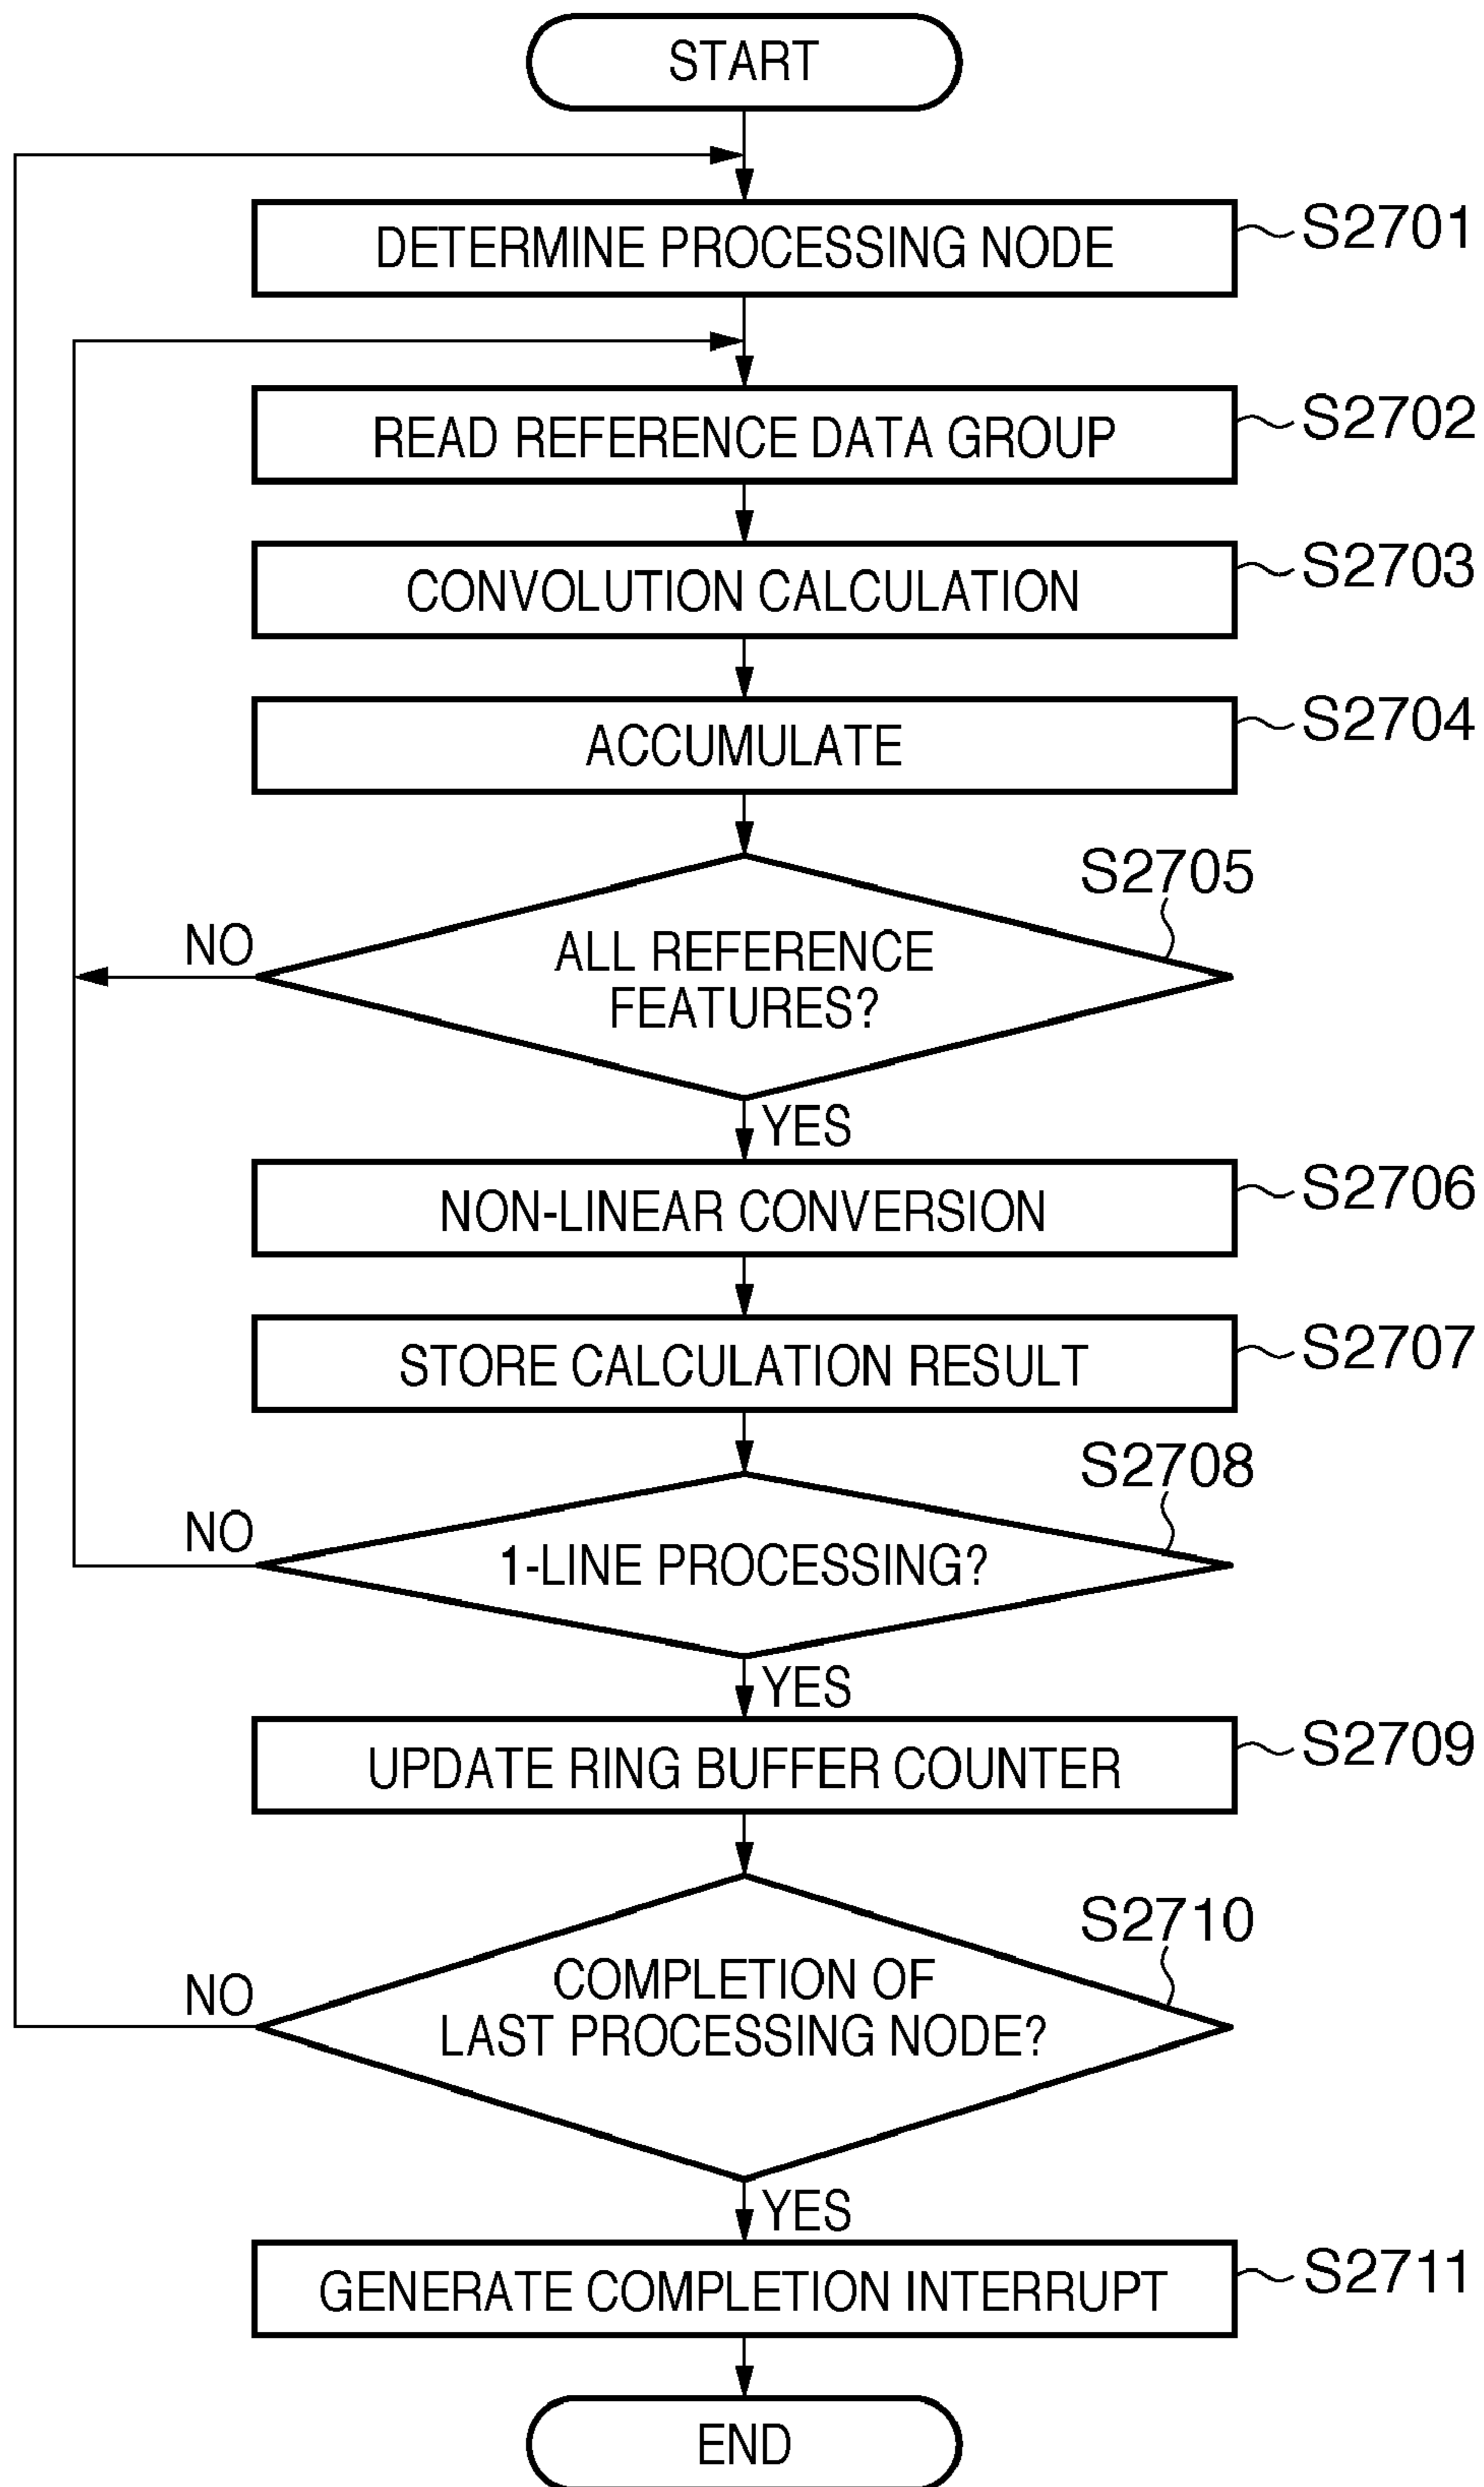 START
DETERMINE PROCESSING NODE
S2701
READ REFERENCE DATA GROUP
S2702
CONVOLUTION CALCULATION
S2703
ACCUMULATE
S2704
S2705
NO
ALL REFERENCE
FEATURES?
YES
NON-LINEAR CONVERSION
S2706
STORE CALCULATION RESULT
S2707
S2708
NO
1-LINE PROCESSING?
YES
UPDATE RING BUFFER COUNTER
S2709
S2710
NO
COMPLETION OF
LAST PROCESSING NODE?
YES
GENERATE COMPLETION INTERRUPT
S2711
END